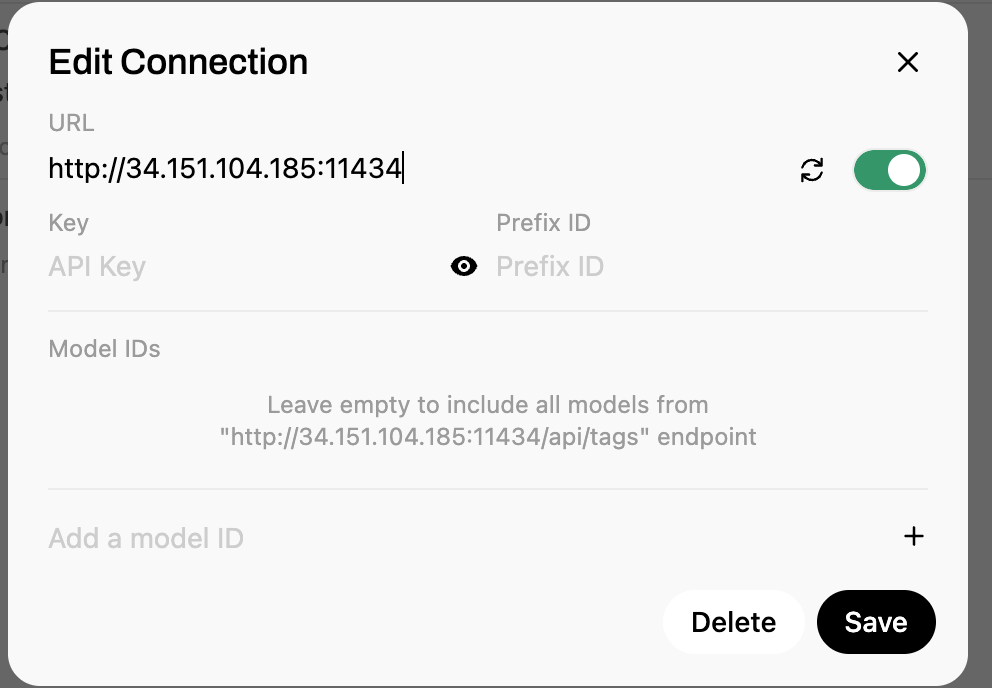 Edit Connection
URL
http://34.151.104.185:11434
Key
Prefix ID
API Key
Prefix ID
Model IDs
Leave empty to include all models from
"http://34.151.104.185:11434/api/tags" endpoint
Add a model ID
Delete
Save